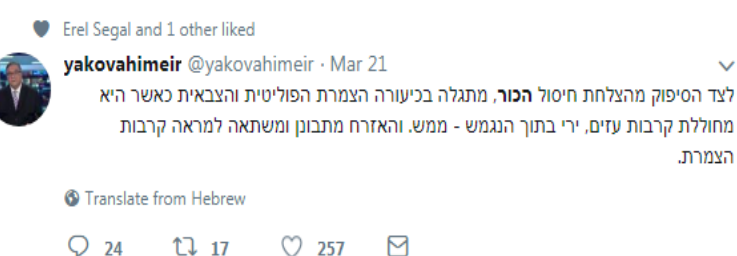 Erel Segal and 1 other liked
yakovahimeir @yakovahimeir · Mar 21
לצד הסיפוק מהצלחת חיסול הכור, מתגלה בכיעורה הצמרת הפוליטית והצבאית כאשר היא
מחוללת קרבות עזים, ירי בתוך הנגמש - ממש. והאזרח מתבונן ומשתאה למראה קרבות
הצמרת.
Translate from Hebrew
24 17 257